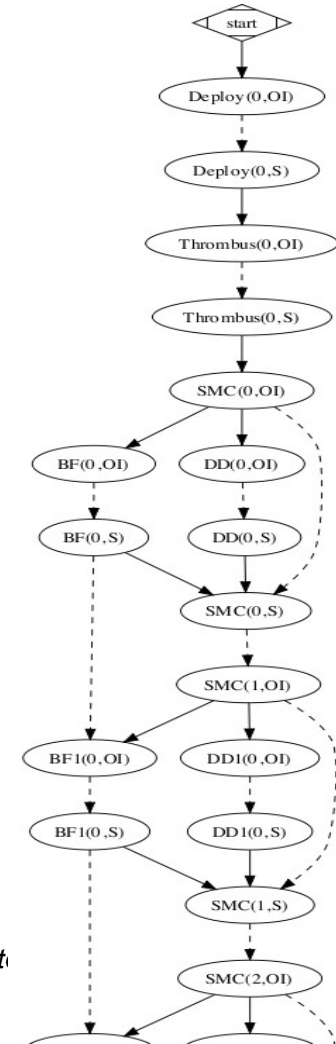 start
Deploy(0,OI)
Deploy(0,S)
Thrombus(0,OI)
Thrombus(0,S)
SMC(0,OI)
BF(0,OI) DD(0,OI)
BF(0,S) DD(0,S)
SMC(0,S)
SMC(1,OI)
BF1(0,OI) DD1(0,OI)
BF1(0,S) DD1(0,S)
SMC(1,S)
SMC(2,OI)